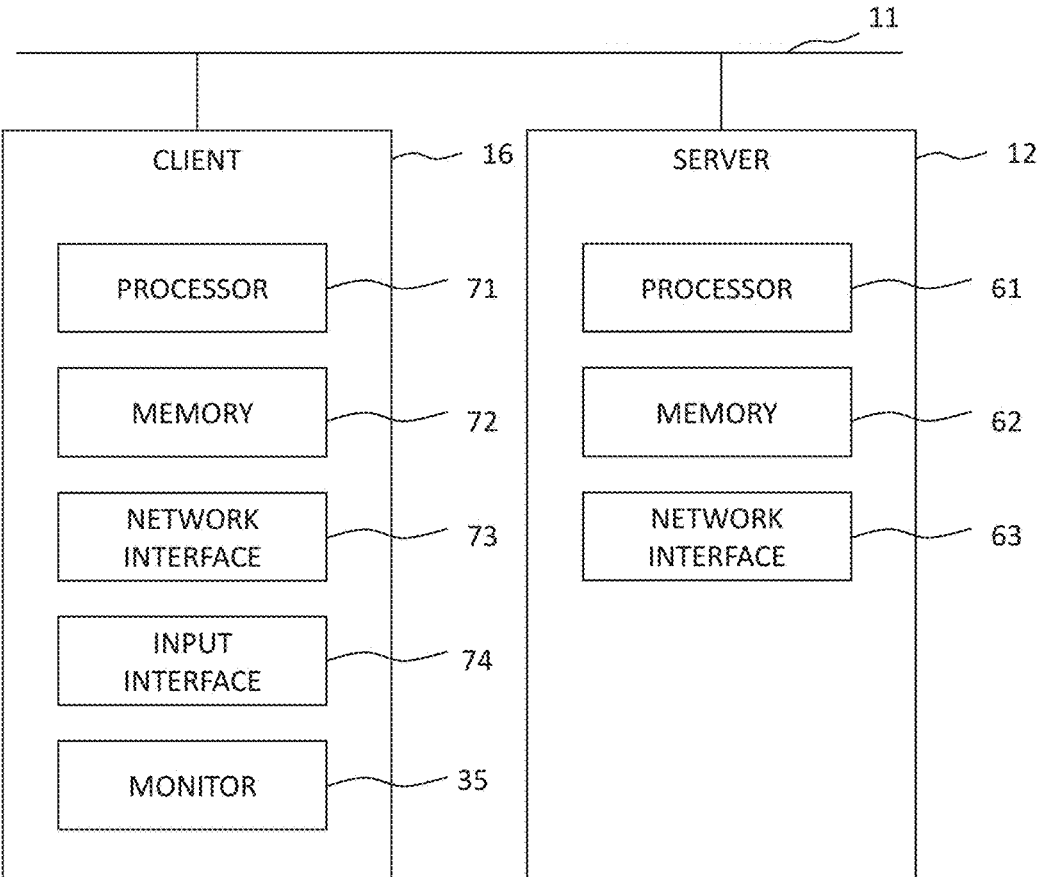 11
CLIENT
16
PROCESSOR
71
MEMORY
72
NETWORK
INTERFACE
73
INPUT
INTERFACE
74
MONITOR
35
SERVER
12
PROCESSOR
61
MEMORY
62
NETWORK
INTERFACE
63